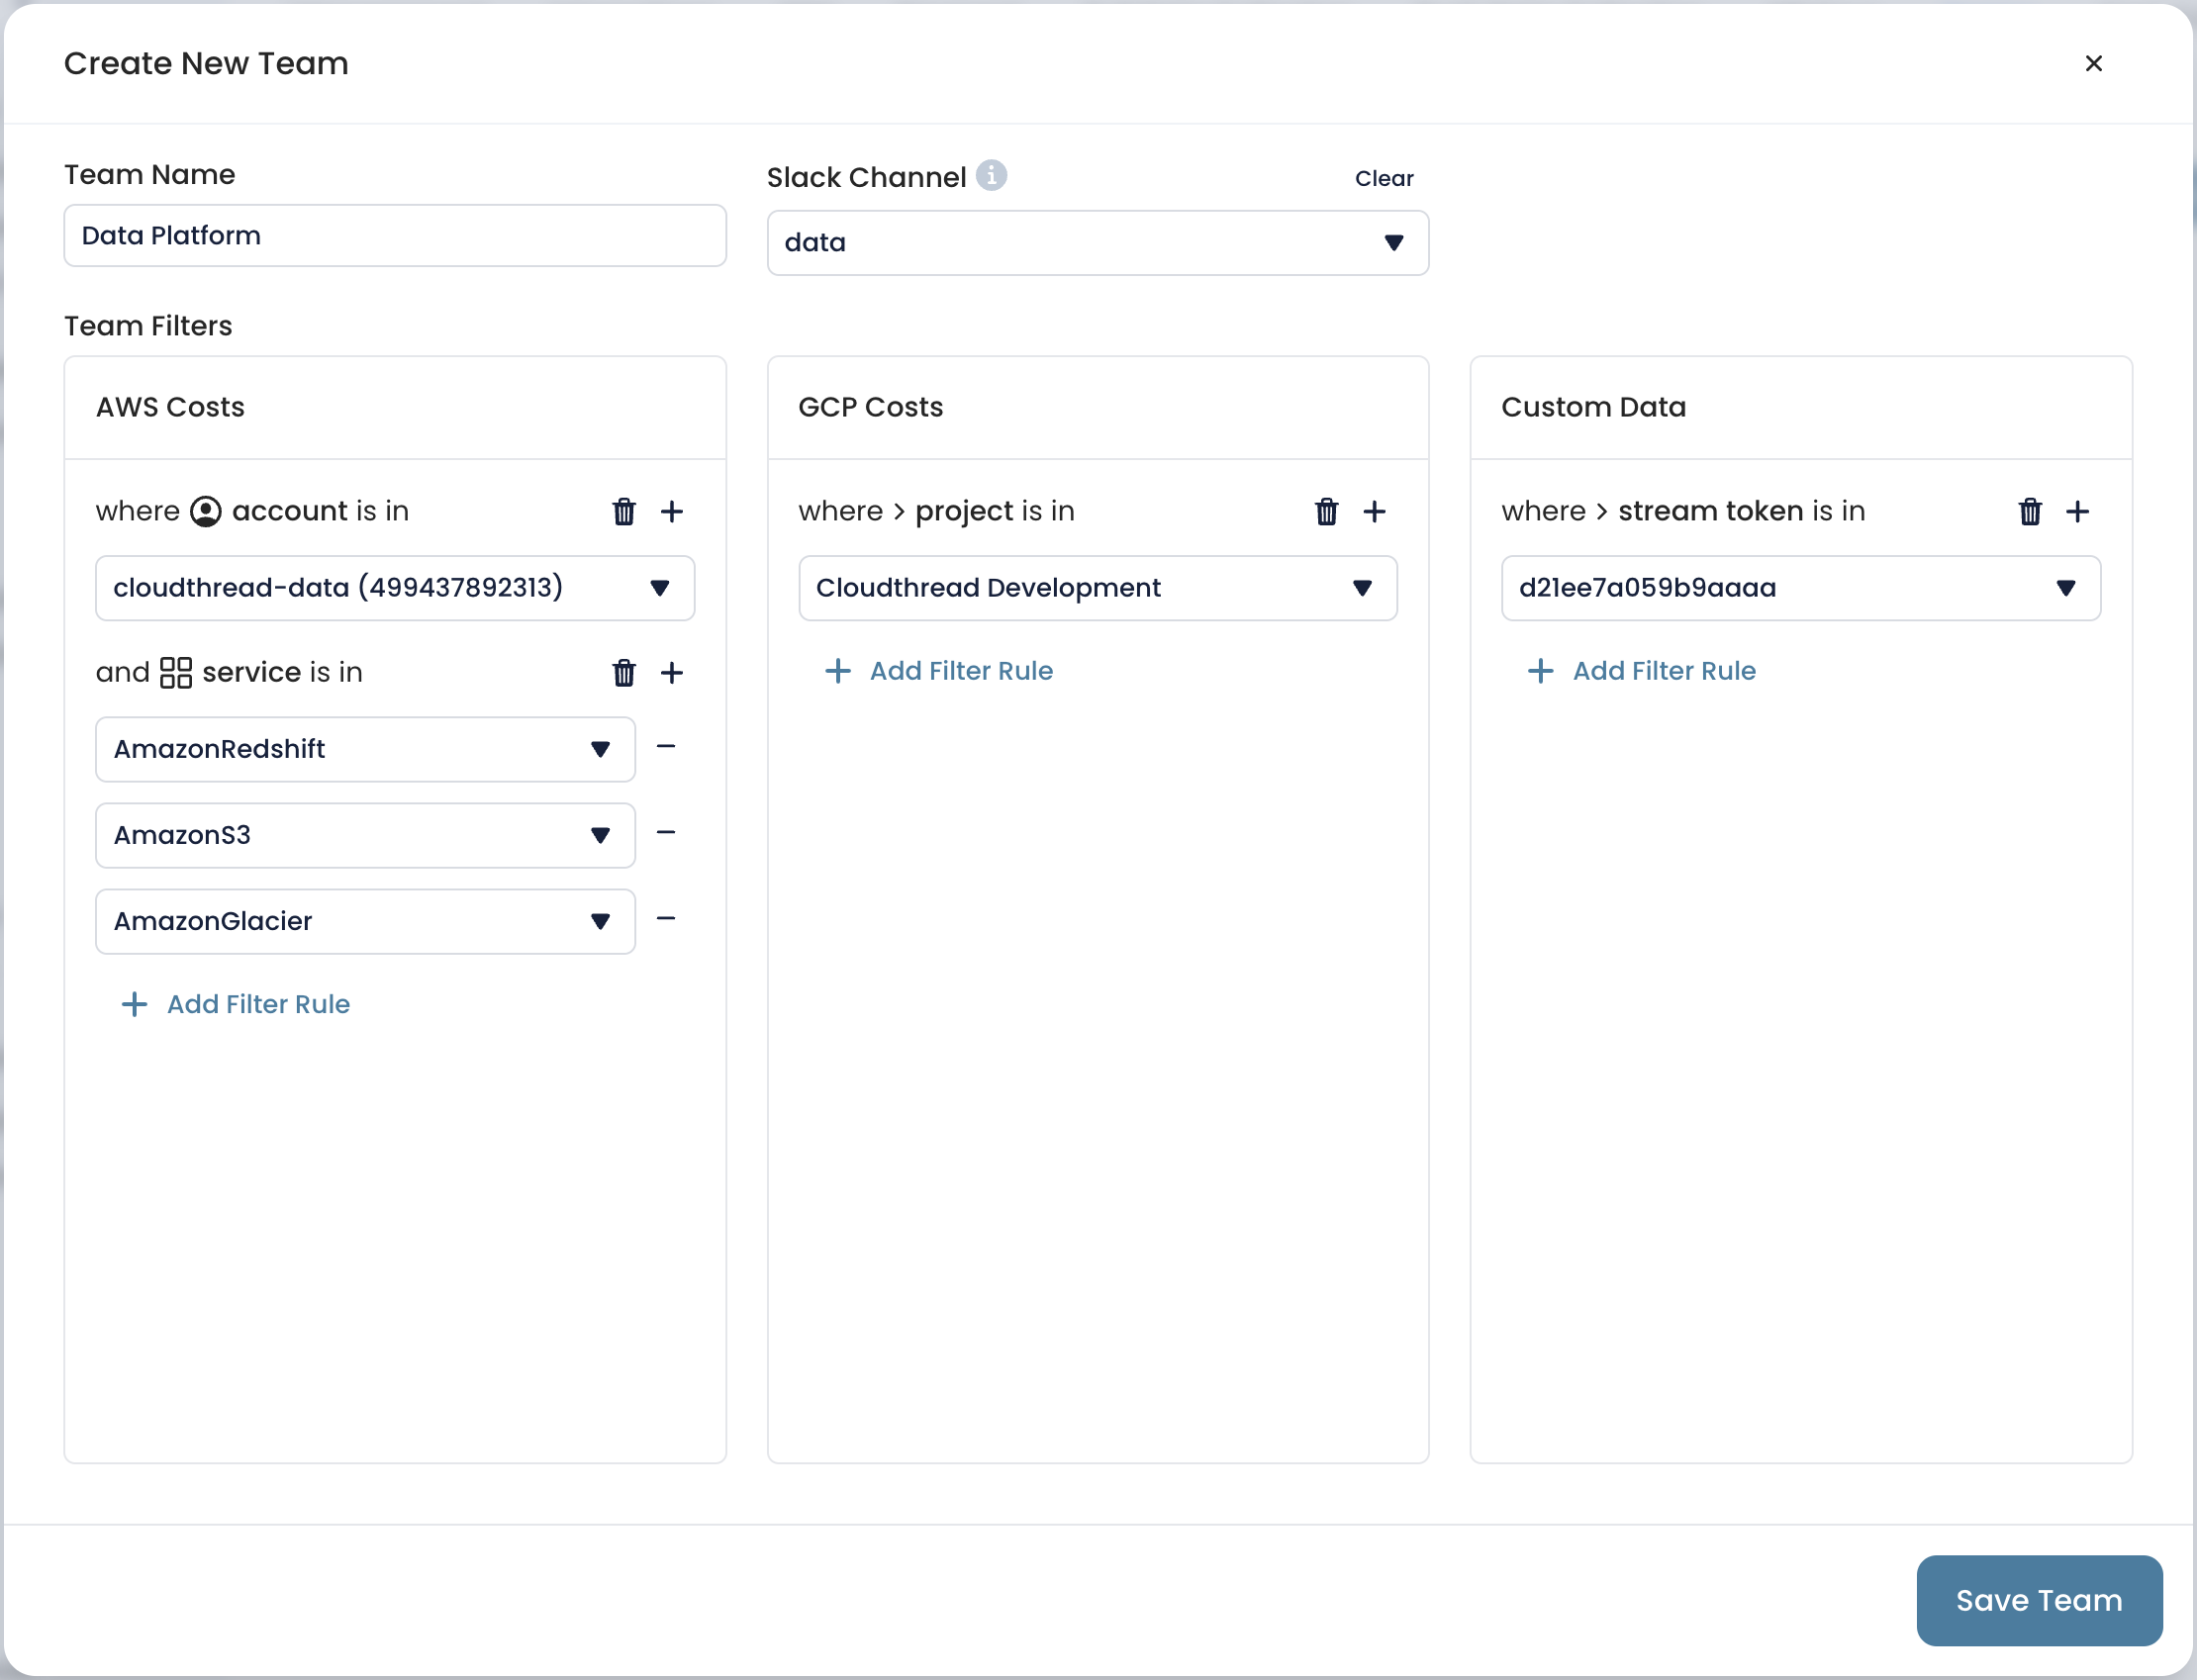 Create New Team
Team Name
Data Platform
Slack Channel
Clear
data
Team Filters
AWS Costs
where account is in
cloudthread-data (499437892313)
and service is in
AmazonRedshift
AmazonS3
AmazonGlacier
Add Filter Rule
GCP Costs
where > project is in
Cloudthread Development
Add Filter Rule
Custom Data
where > stream token is in
d21ee7a059b9aaaa
Add Filter Rule
Save Team